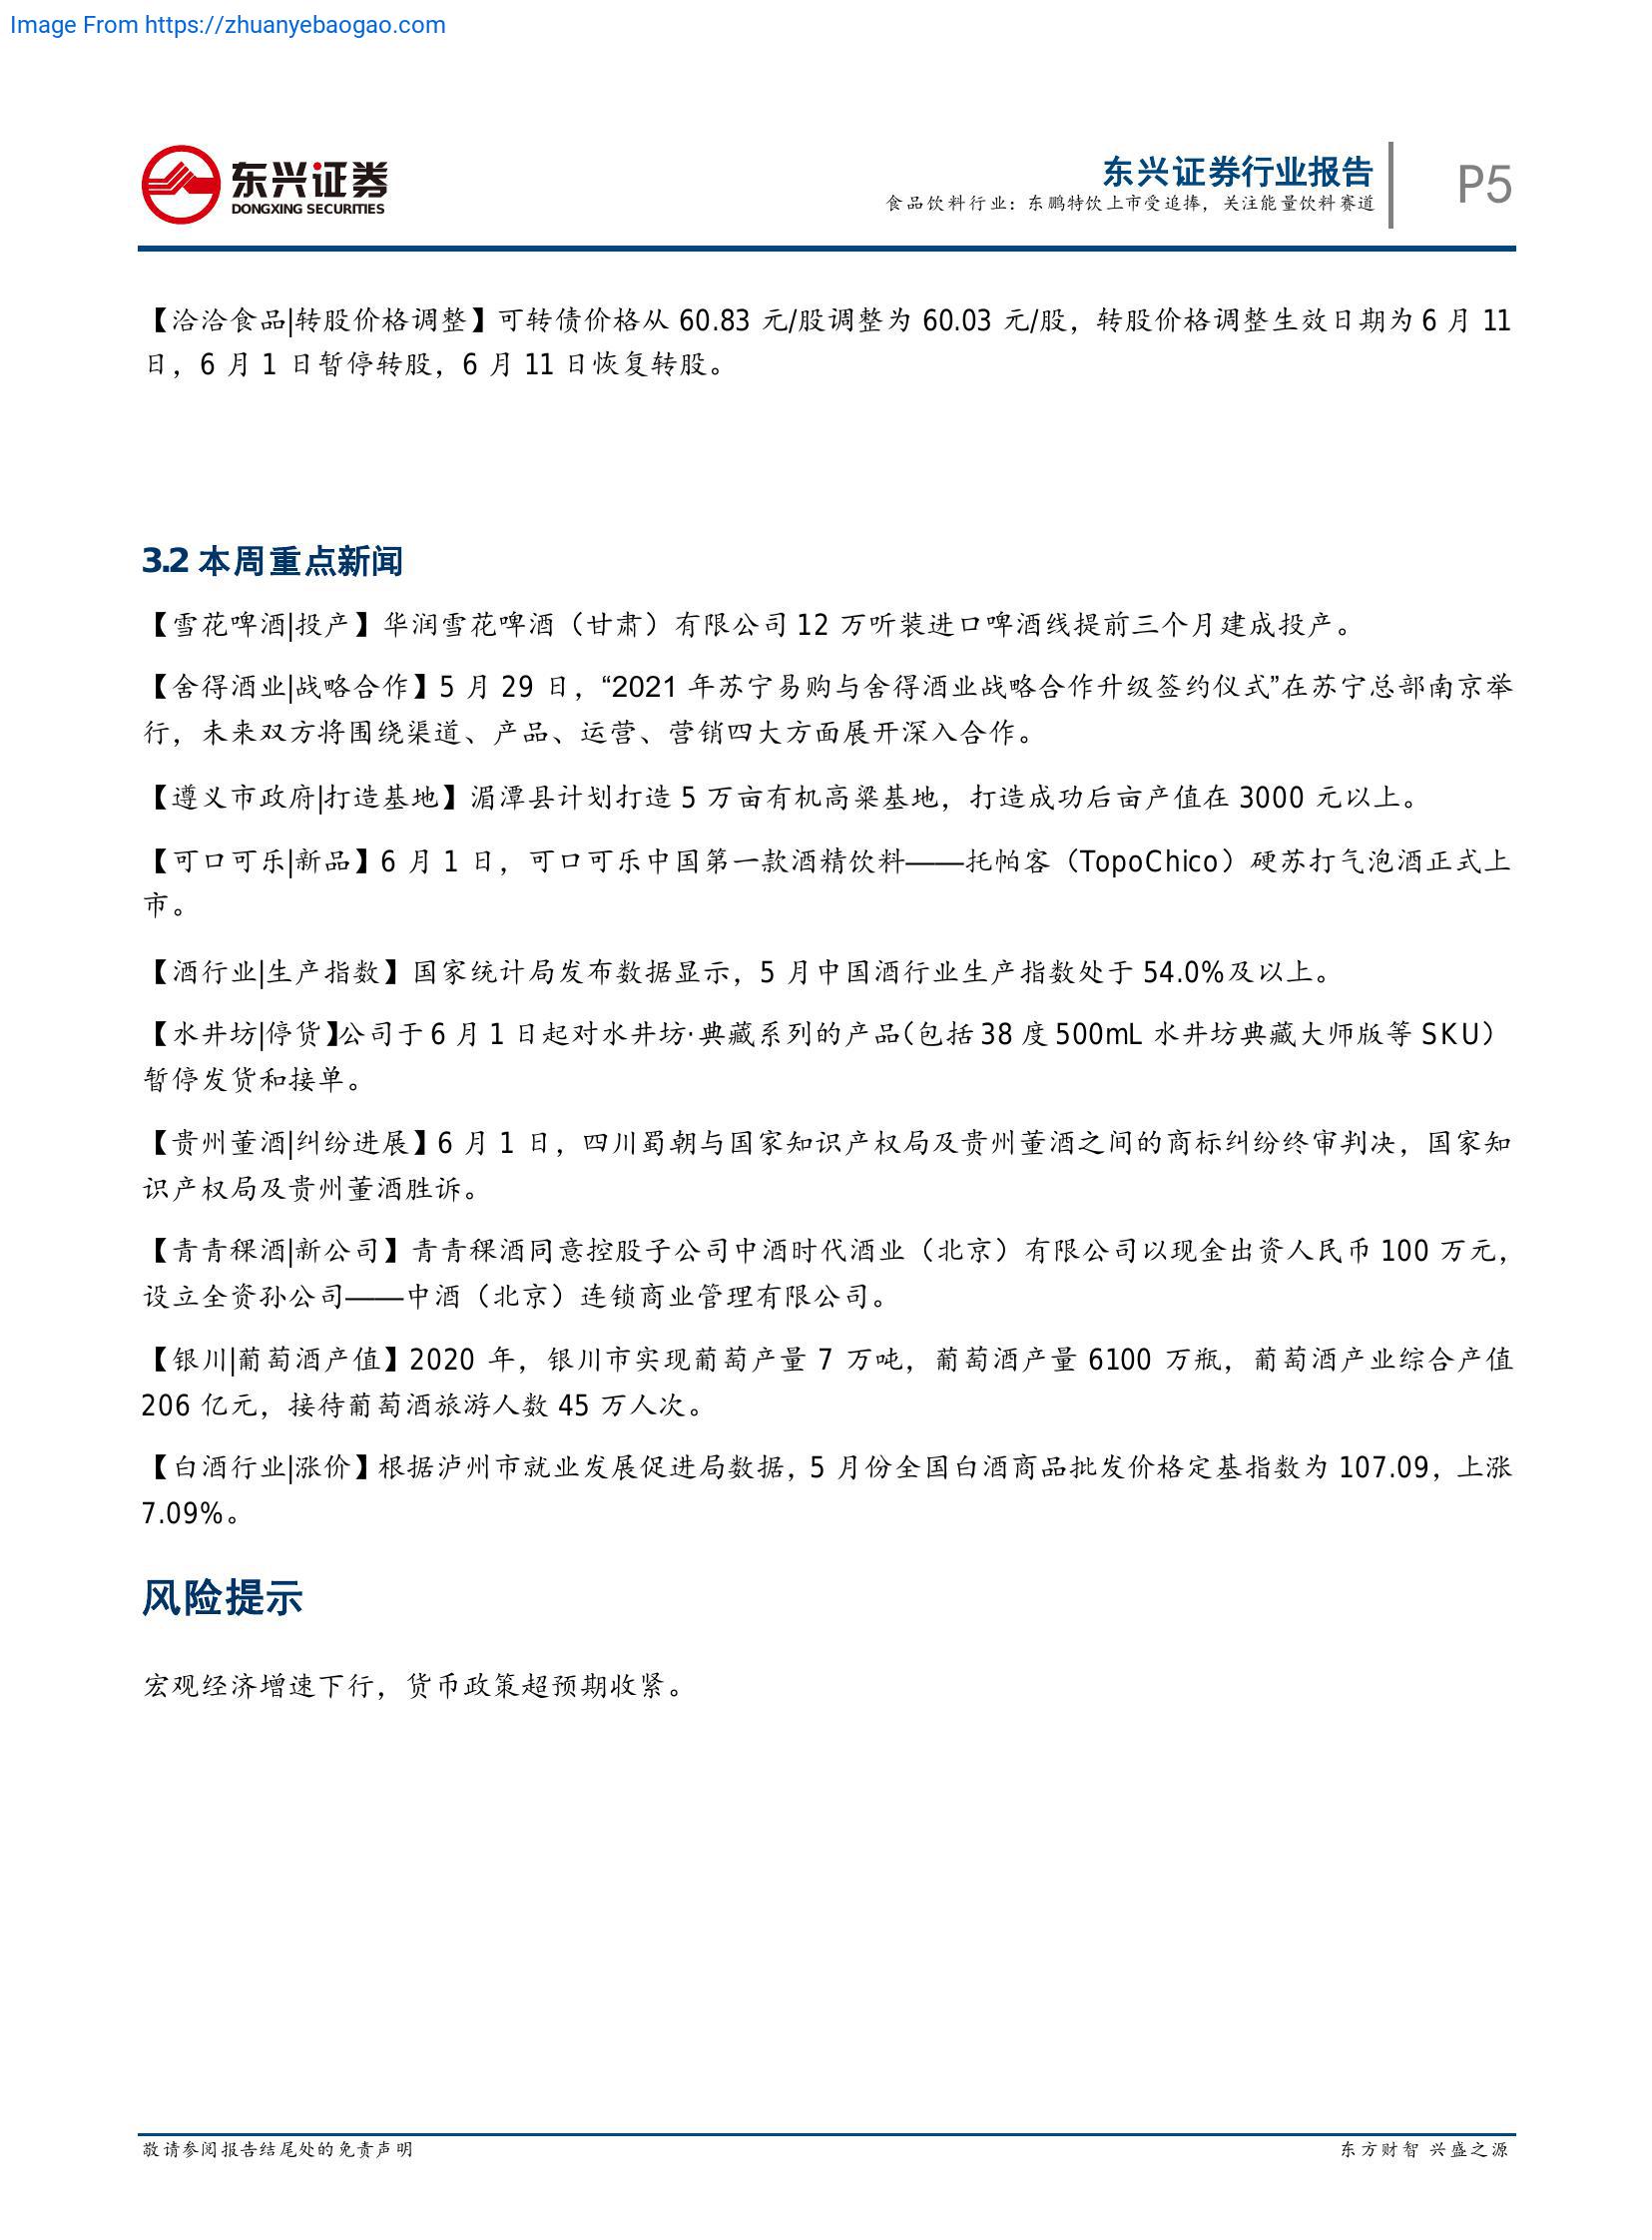 Image From https://zhuanyebaogao.com
东兴证券
DONGXING SECURITIES
东兴证券行业报告
食品饮料行业：东鹏特饮上市受追捧，关注能量饮料赛道
P5
【洽洽食品|转股价格调整】可转债价格从 60.83 元/股调整为 60.03 元/股，转股价格调整生效日期为 6 月 11
日，6 月 1 日暂停转股，6 月 11 日恢复转股。
3.2 本周重点新闻
【雪花啤酒|投产】华润雪花啤酒（甘肃）有限公司 12 万听装进口啤酒线提前三个月建成投产。
【舍得酒业|战略合作】5 月 29 日，“2021 年苏宁易购与舍得酒业战略合作升级签约仪式”在苏宁总部南京举
行，未来双方将围绕渠道、产品、运营、营销四大方面展开深入合作。
【遵义市政府|打造基地】湄潭县计划打造 5 万亩有机高粱基地，打造成功后亩产值在 3000 元以上。
【可口可乐|新品】6 月 1 日，可口可乐中国第一款酒精饮料——托帕客（TopoChico）硬苏打气泡酒正式上
市。
【酒行业|生产指数】国家统计局发布数据显示，5 月中国酒行业生产指数处于 54.0%及以上。
【水井坊|停货】公司于 6 月 1 日起对水井坊·典藏系列的产品（包括 38 度 500mL 水井坊典藏大师版等 SKU）
暂停发货和接单。
【贵州董酒|纠纷进展】6 月 1 日，四川蜀朝与国家知识产权局及贵州董酒之间的商标纠纷终审判决，国家知
识产权局及贵州董酒胜诉。
【青青稞酒|新公司】青青稞酒同意控股子公司中酒时代酒业（北京）有限公司以现金出资人民币 100 万元，
设立全资孙公司——中酒（北京）连锁商业管理有限公司。
【银川|葡萄酒产值】2020 年，银川市实现葡萄产量 7 万吨，葡萄酒产量 6100 万瓶，葡萄酒产业综合产值
206 亿元，接待葡萄酒旅游人数 45 万人次。
【白酒行业|涨价】根据泸州市就业发展促进局数据，5 月份全国白酒商品批发价格定基指数为 107.09，上涨
7.09%。
风险提示
宏观经济增速下行，货币政策超预期收紧。
敬请参阅报告结尾处的免责声明
东方财智 兴盛之源